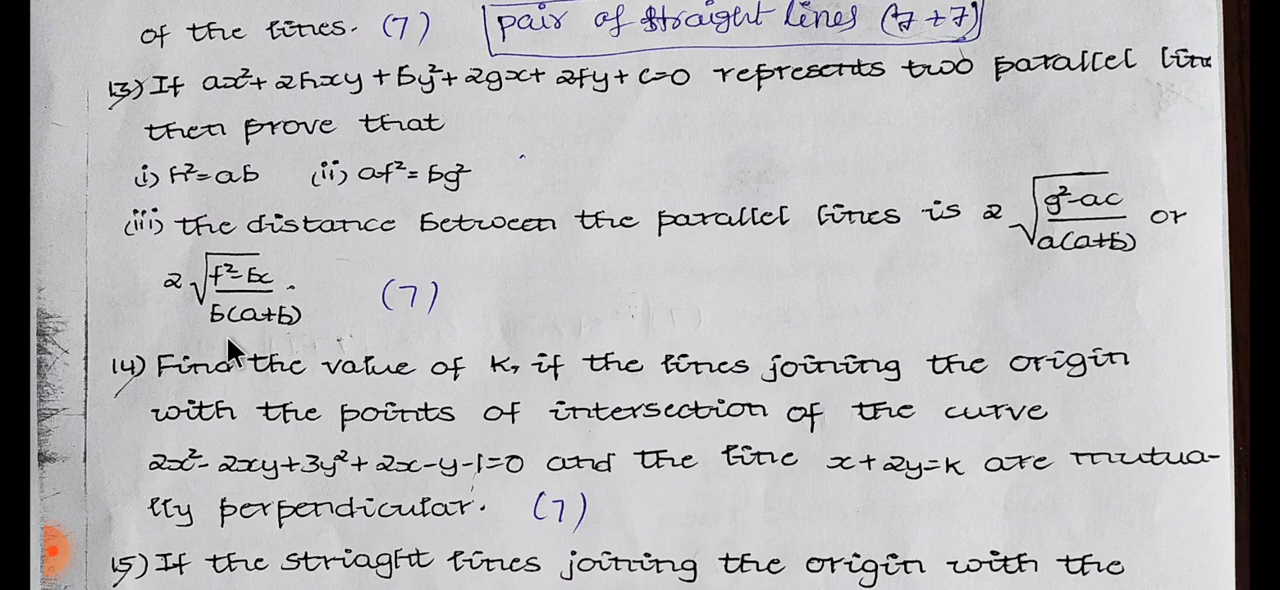 of the lines. (7) pair of straight lines (7+7)
13) If ax²+2hxy+by²+2gx+2fy+c=0 represents two parallel line
then prove that
i) h²=ab (ii) af²=bg²
(iii) the distance between the parallel lines is 2√(g²-ac)/(a(a+b)) or
2√(f²-bc)/(b(a+b)). (7)
14) Find the value of k, if the lines joining the origin
with the points of intersection of the curve
2x²-2xy+3y²+2x-y-1=0 and the line x+2y=k are mutua-
lly perpendicular. (7)
15) If the striaght lines joining the origin with the